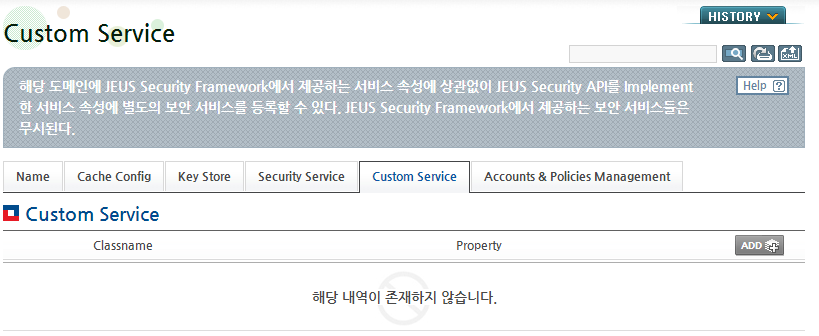 HISTORY
Custom Service
해당 도메인에 JEUS Security Framework에서 제공하는 서비스 속성에 상관없이 JEUS Security API를 Implement
한 서비스 속성에 별도의 보안 서비스를 등록할 수 있다. JEUS Security Framework에서 제공하는 보안 서비스들은
무시된다.
Help ?
Name Cache Config Key Store Security Service Custom Service Accounts & Policies Management
Custom Service
Classname Property ADD
해당 내역이 존재하지 않습니다.